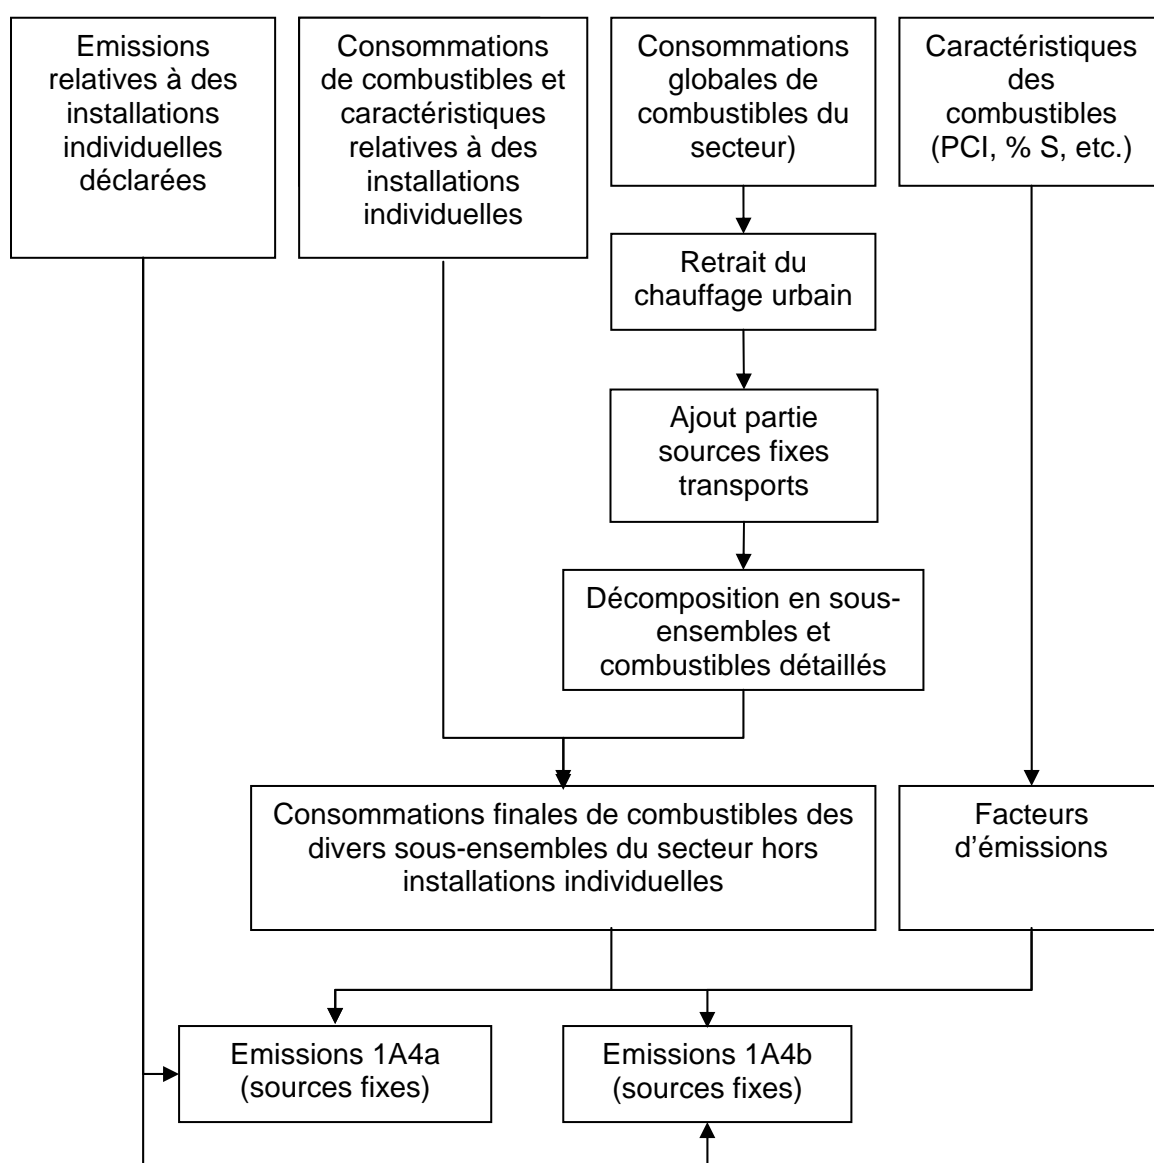 Emissions
relatives à des
installations
individuelles
déclarées
Consommations
de combustibles et
caractéristiques
relatives à des
installations
individuelles
Consommations
globales de
combustibles du
secteur)
Caractéristiques
des
combustibles
(PCI, % S, etc.)
Retrait du
chauffage urbain
Ajout partie
sources fixes
transports
Décomposition en sous-
ensembles et
combustibles détaillés
Consommations finales de combustibles des
divers sous-ensembles du secteur hors
installations individuelles
Facteurs
d’émissions
Emissions 1A4a
(sources fixes)
Emissions 1A4b
(sources fixes)